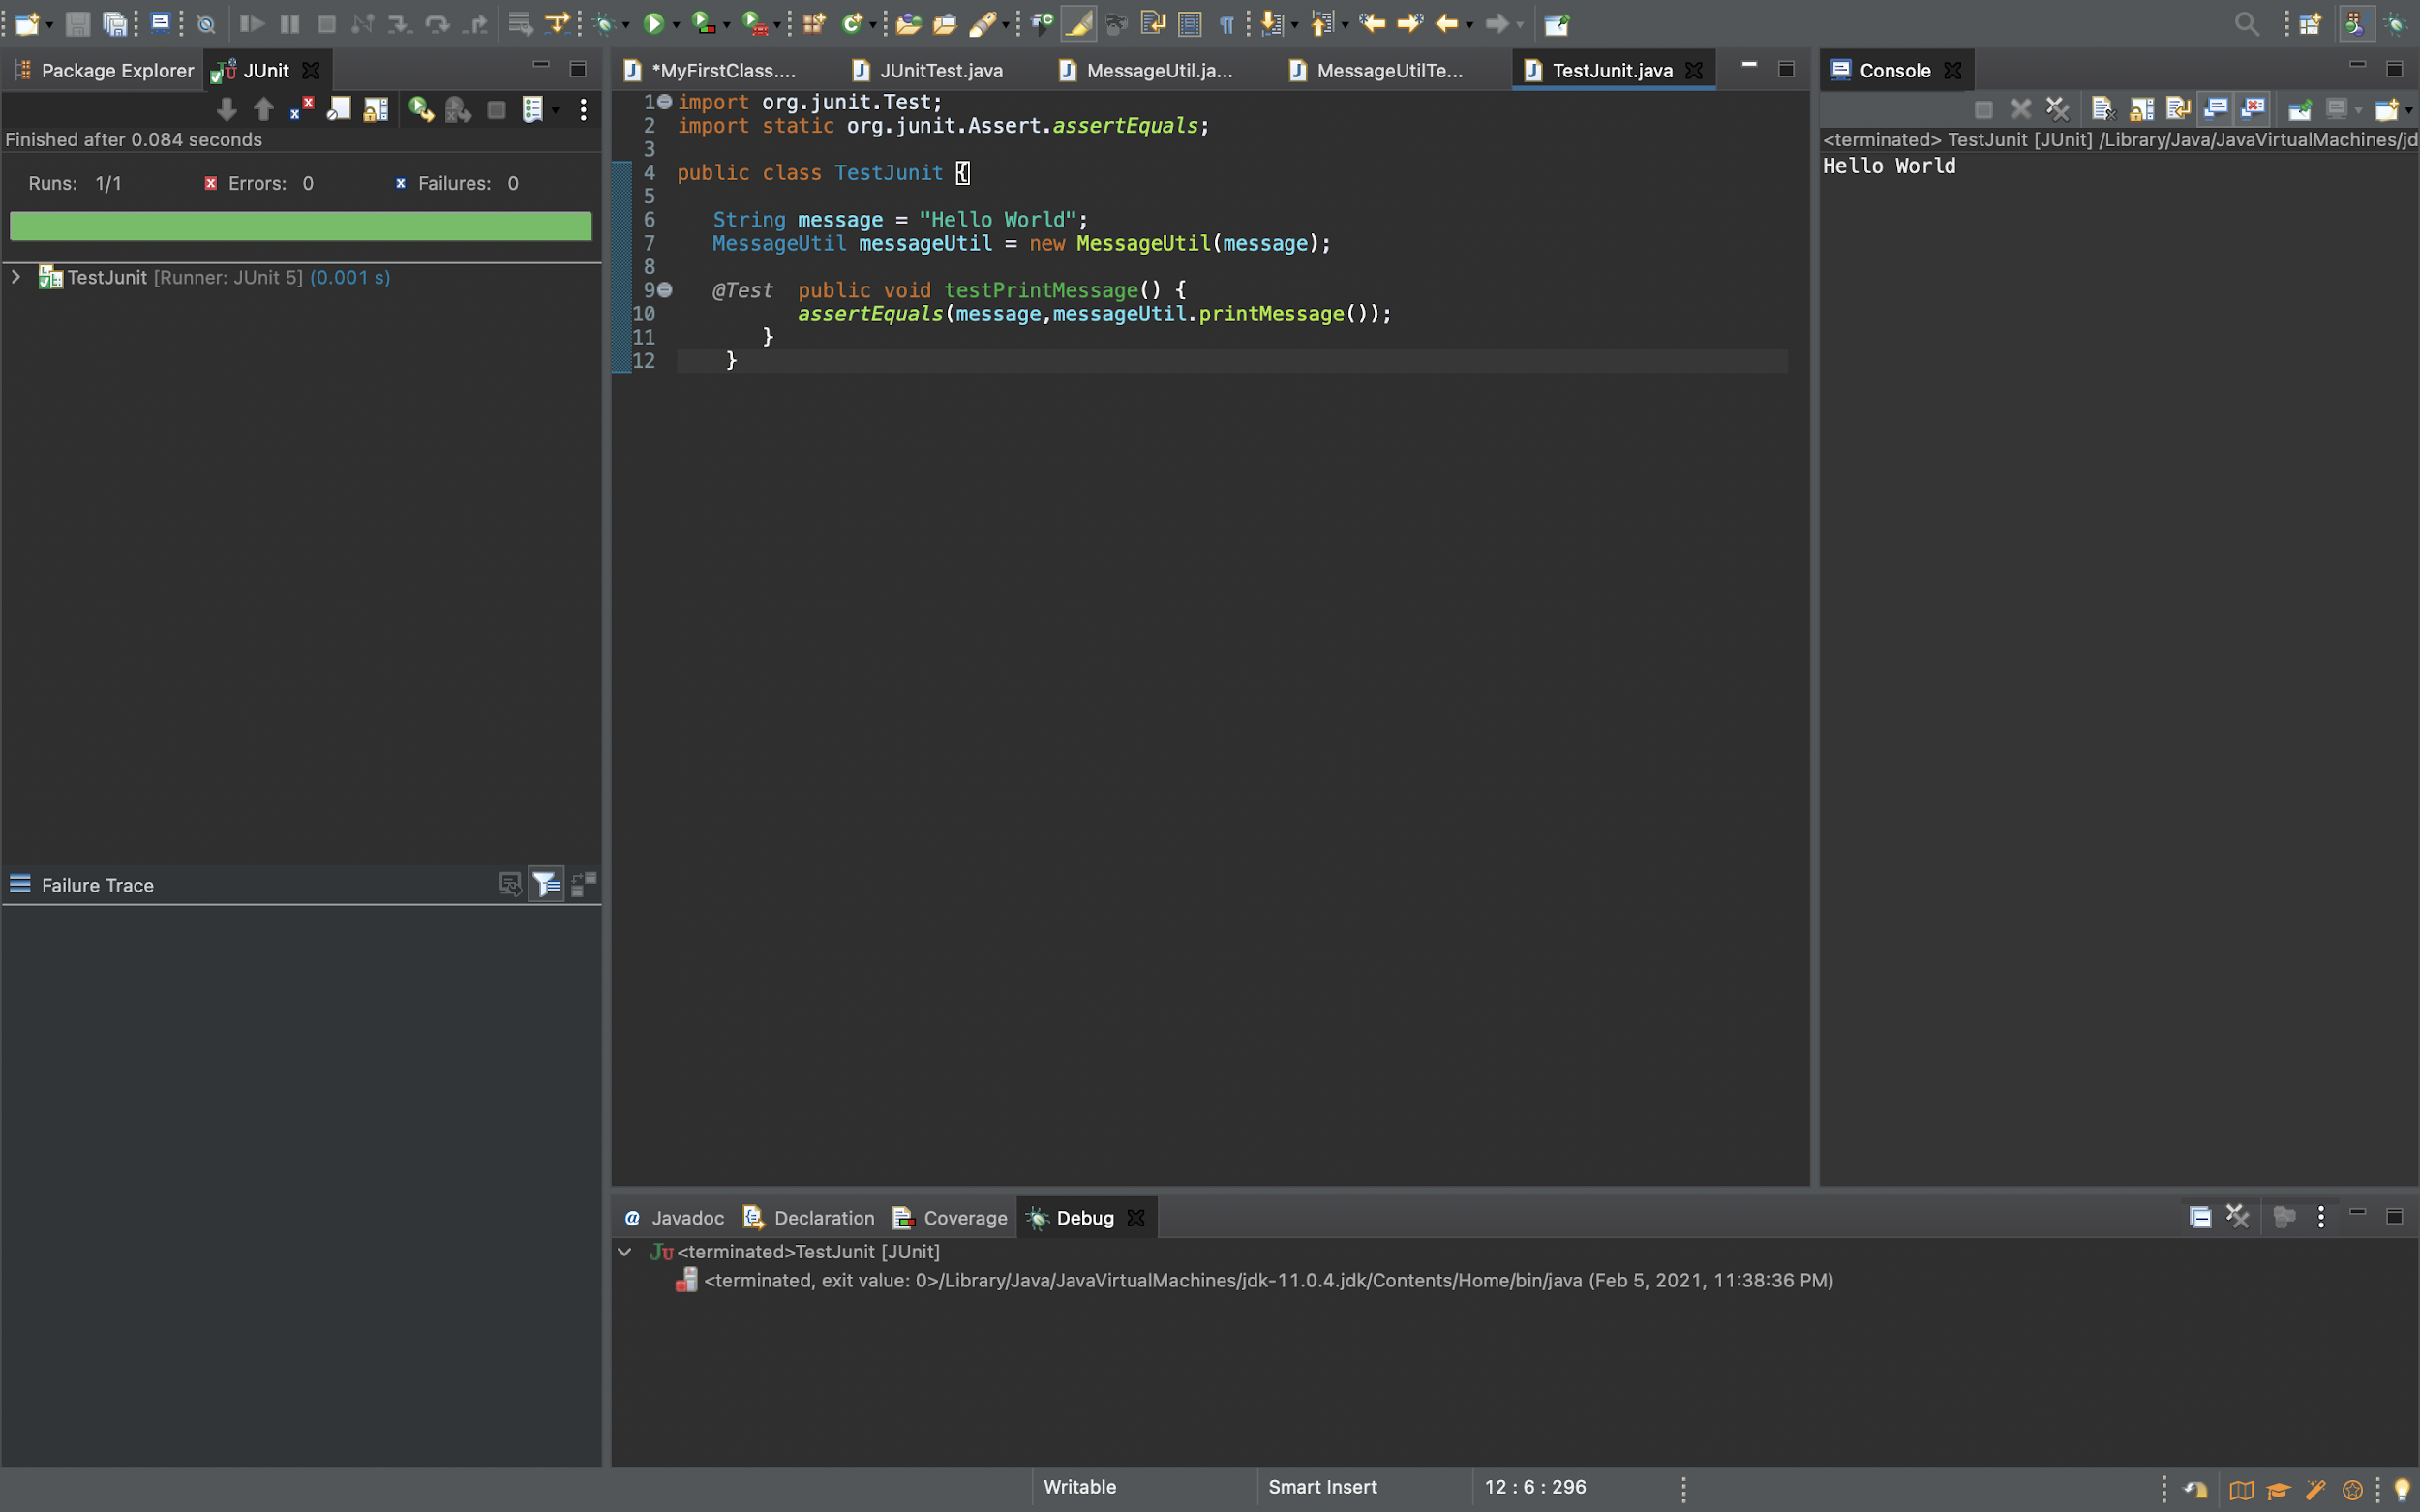 Package Explorer JUnit
Finished after 0.084 seconds
Runs: 1/1 Errors: 0 Failures: 0
TestJunit [Runner: JUnit 5] (0.001 s)
Failure Trace
*MyFirstClass.... JUnitTest.java MessageUtil.ja... MessageUtilTe... TestJunit.java
1 import org.junit.Test;
2 import static org.junit.Assert.assertEquals;
3
4 public class TestJunit {
5
6 String message = "Hello World";
7 MessageUtil messageUtil = new MessageUtil(message);
8
9 @Test public void testPrintMessage() {
10 assertEquals(message,messageUtil.printMessage());
11 }
12 }
Console
<terminated> TestJunit [JUnit] /Library/Java/JavaVirtualMachines/jd
Hello World
Javadoc Declaration Coverage Debug
<terminated>TestJunit [JUnit]
<terminated, exit value: 0>/Library/Java/JavaVirtualMachines/jdk-11.0.4.jdk/Contents/Home/bin/java (Feb 5, 2021, 11:38:36 PM)
Writable Smart Insert 12 : 6 : 296